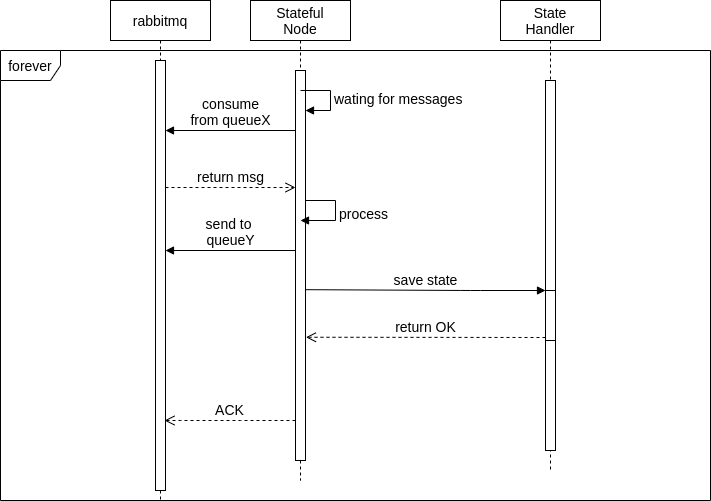 rabbitmq
Stateful
Node
State
Handler
forever
wating for messages
consume
from queueX
return msg
process
send to
queueY
save state
return OK
ACK